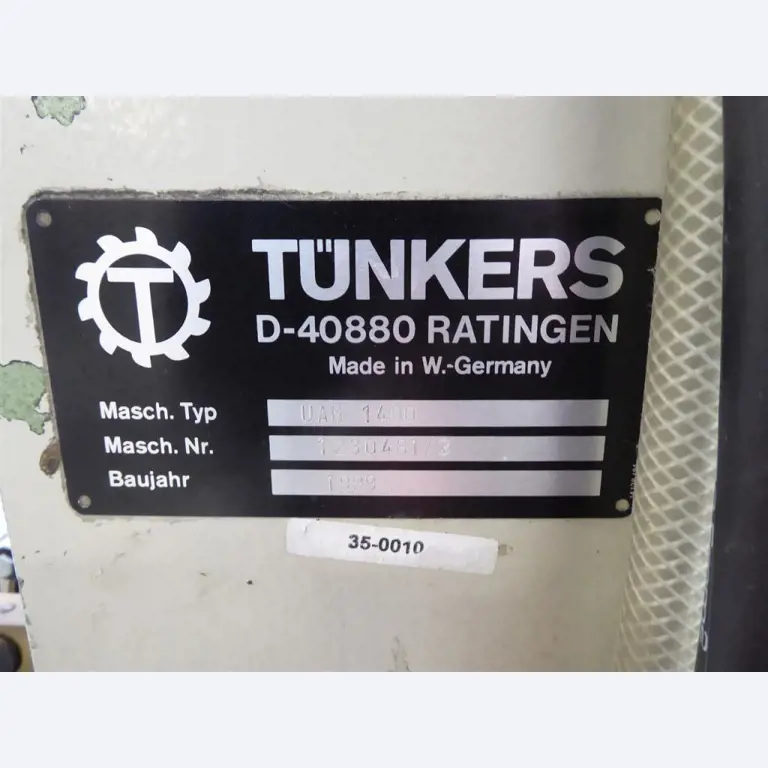 T
TÜNKERS
D-40880 RATINGEN
Made in W.-Germany
Masch. Typ
Masch. Nr.
Baujahr
35-0010